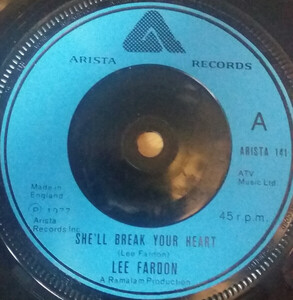 ARISTA RECORDS
A
ARISTA 141
Made in
England
ATV
Music Ltd.
℗ 1977
Arista
Records Inc
45 r.p.m.
SHE'LL BREAK YOUR HEART
(Lee Fardon)
LEE FARDON
A Ramalam Production